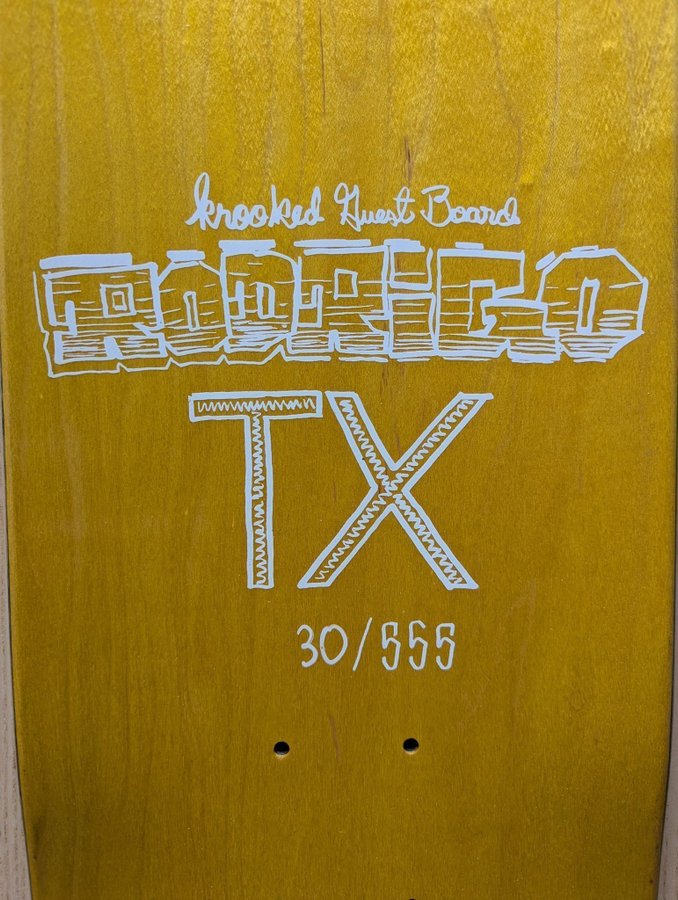 krooked Guest Board
RODRiGO
TX
30/555